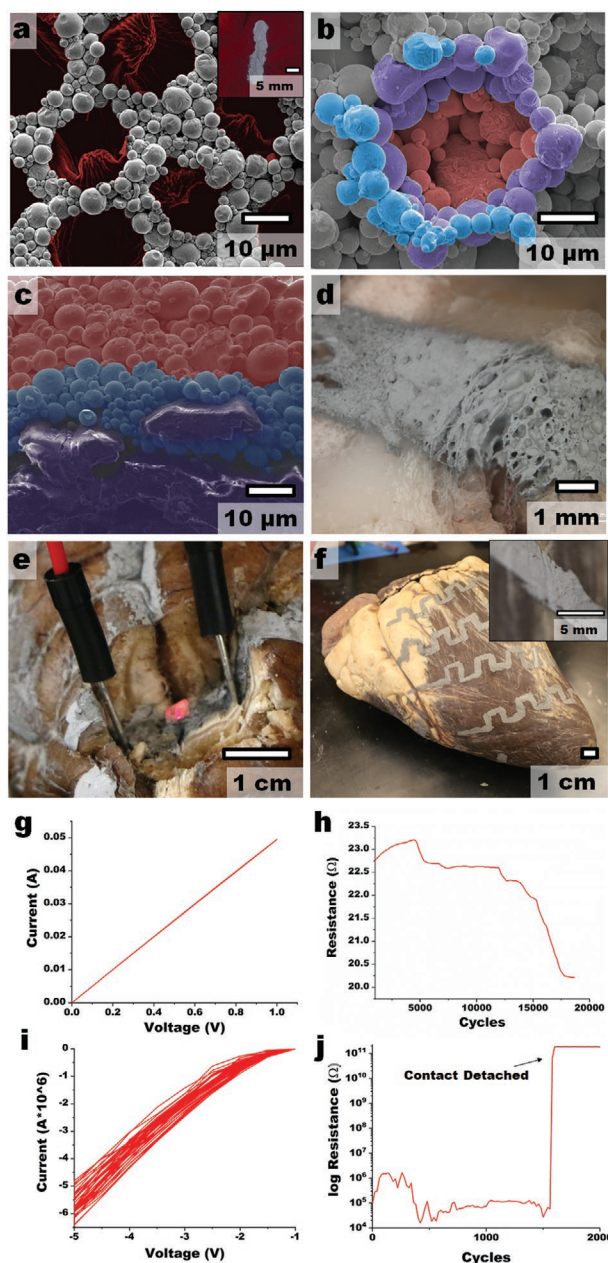 a
5 mm
10 µm
b
10 µm
c
10 µm
d
1 mm
e
1 cm
f
5 mm
1 cm
g
0.05
0.04
0.03
0.02
0.01
0.00
Current (A)
0.0 0.2 0.4 0.6 0.8 1.0
Voltage (V)
h
23.5
23.0
22.5
22.0
21.5
21.0
20.5
20.0
Resistance (Ω)
5000 10000 15000 20000
Cycles
i
0
-1
-2
-3
-4
-5
-6
Current (A*10^6)
-5 -4 -3 -2 -1
Voltage (V)
j
10¹¹
10¹⁰
10⁹
10⁸
10⁷
10⁶
10⁵
10⁴
log Resistance (Ω)
Contact Detached
0 1000 2000
Cycles